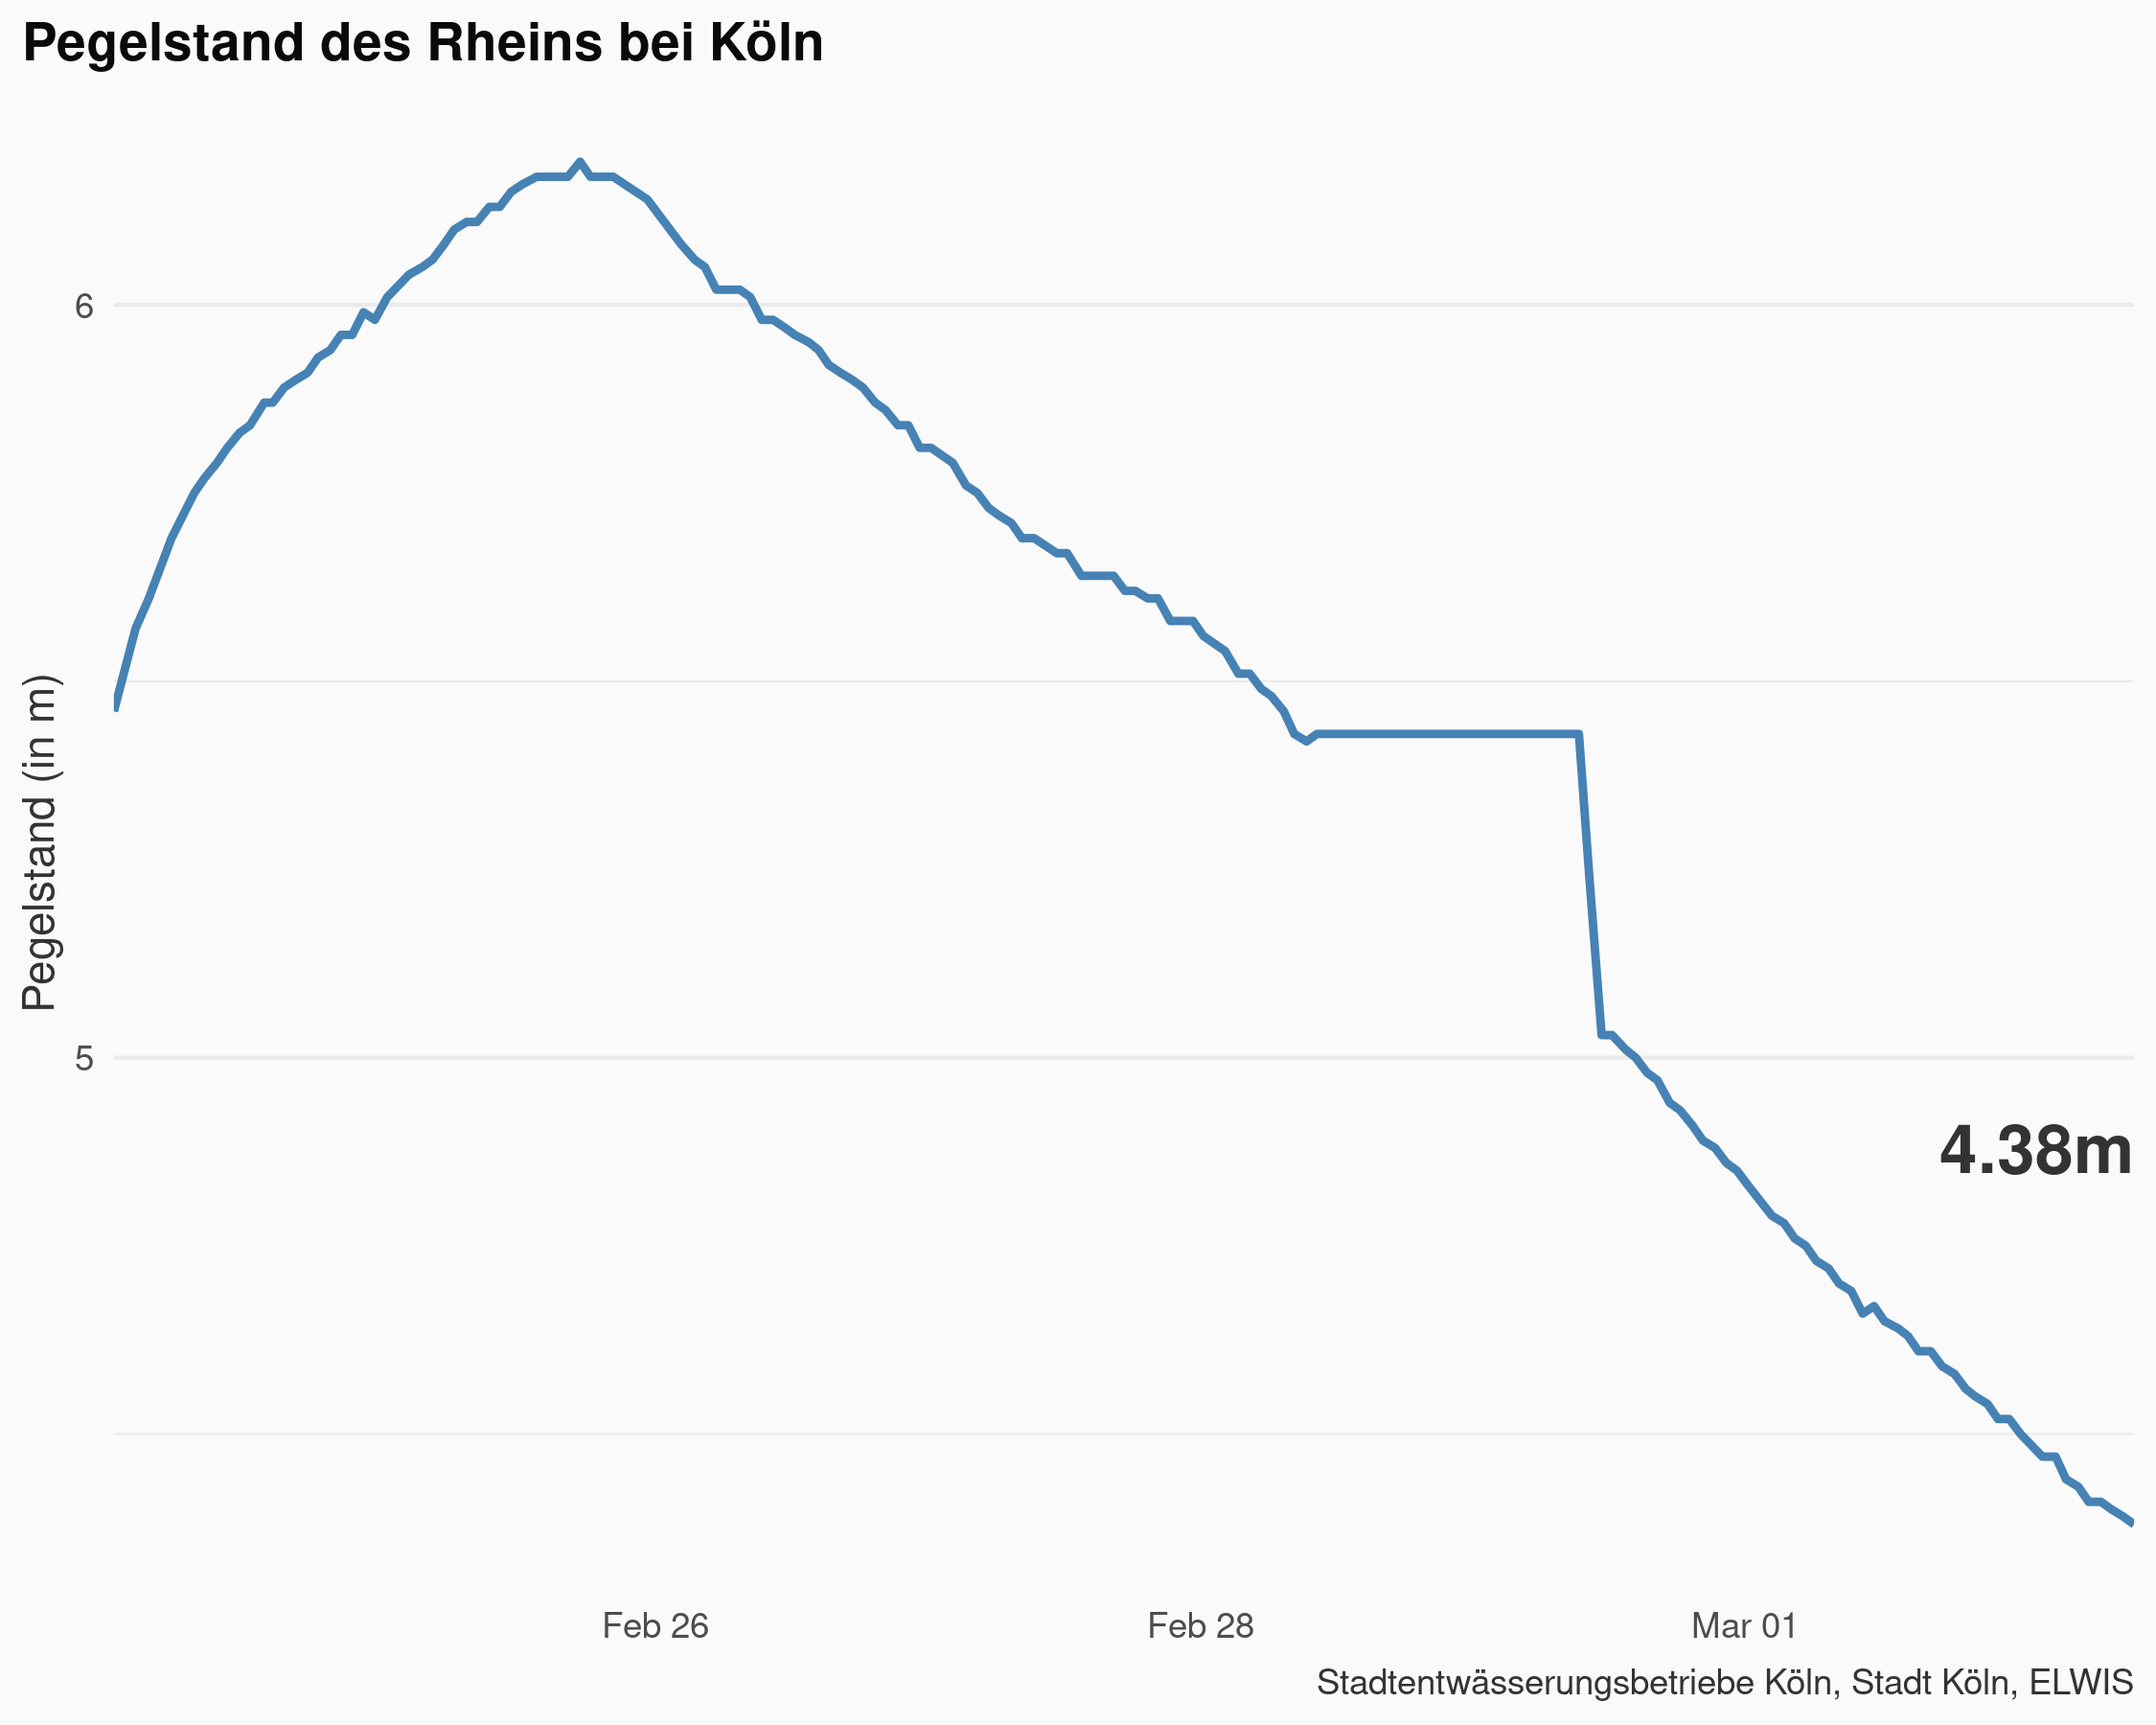 Pegelstand des Rheins bei Köln
Pegelstand (in m)
6
5
4.38m
Feb 26
Feb 28
Mar 01
Stadtentwässerungsbetriebe Köln, Stadt Köln, ELWIS